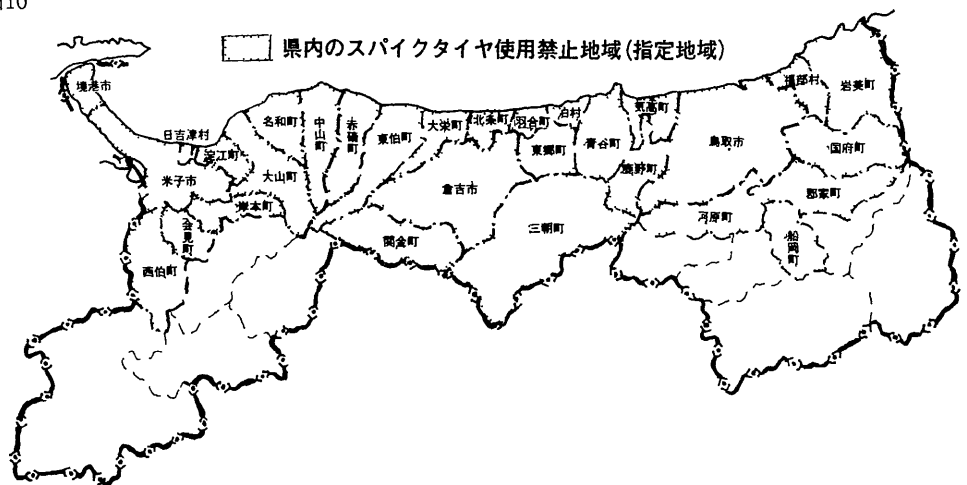 県内のスパイクタイヤ使用禁止地域(指定地域)
境港市
日吉津村
淀江町
米子市
名和町
大山町
中山町
赤碕町
東伯町
大栄町
北条町
羽合町
泊村
東郷町
青谷町
気高町
鹿野町
鳥取市
福部村
岩美町
国府町
郡家町
河原町
船岡町
倉吉市
三朝町
関金町
岸本町
会見町
西伯町